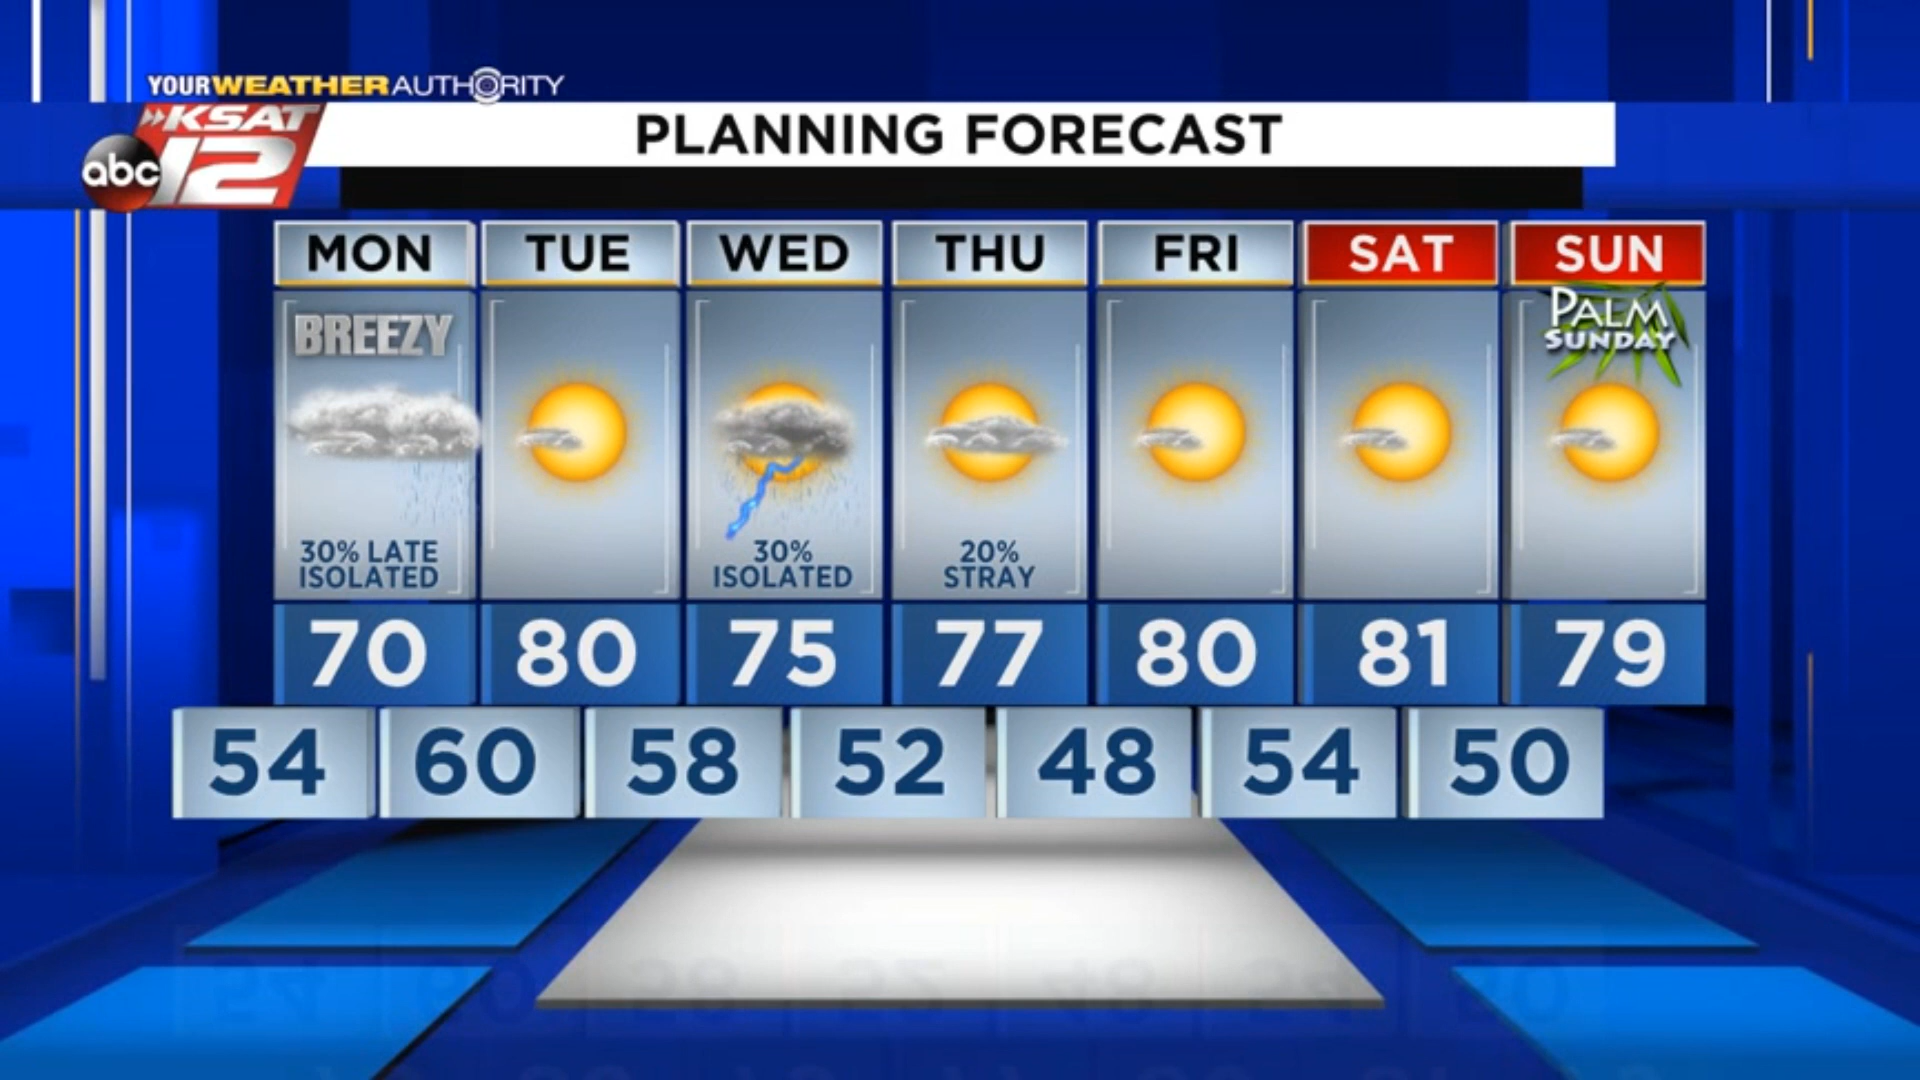 YOURWEATHERAUTHORITY
KSAT
abc 12
PLANNING FORECAST
MON TUE WED THU FRI SAT SUN
BREEZY
PALM
SUNDAY
30% LATE
ISOLATED
30%
ISOLATED
20%
STRAY
70 80 75 77 80 81 79
54 60 58 52 48 54 50